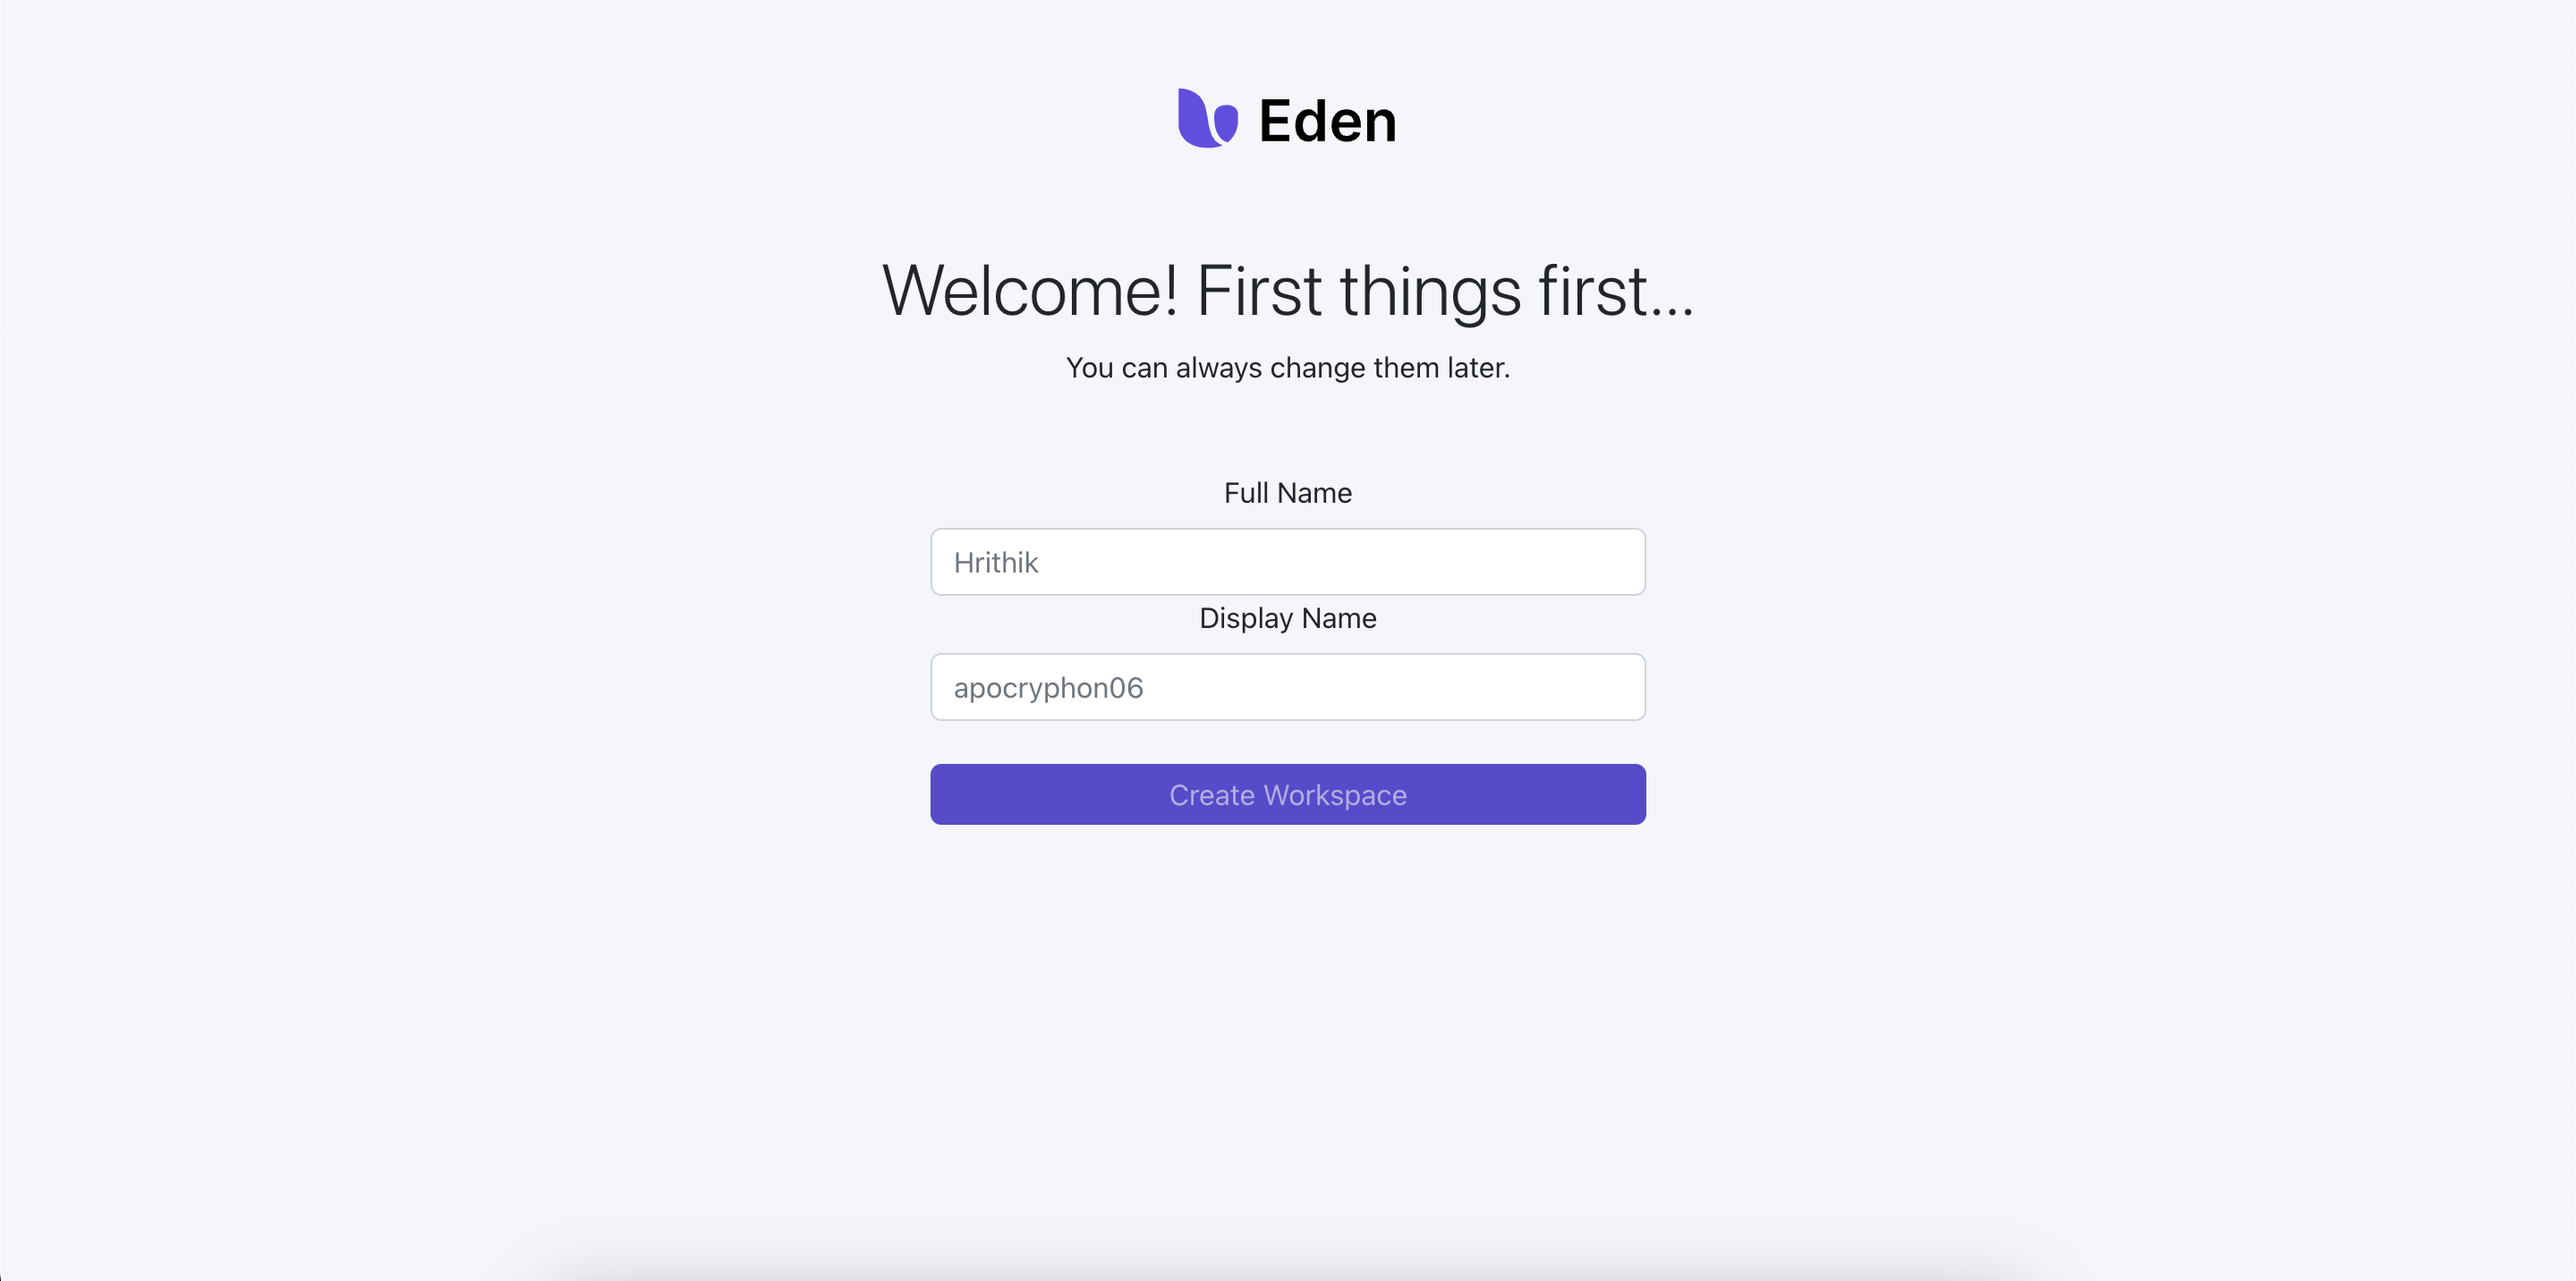 Eden
Welcome! First things first...
You can always change them later.
Full Name
Hrithik
Display Name
apocryphon06
Create Workspace